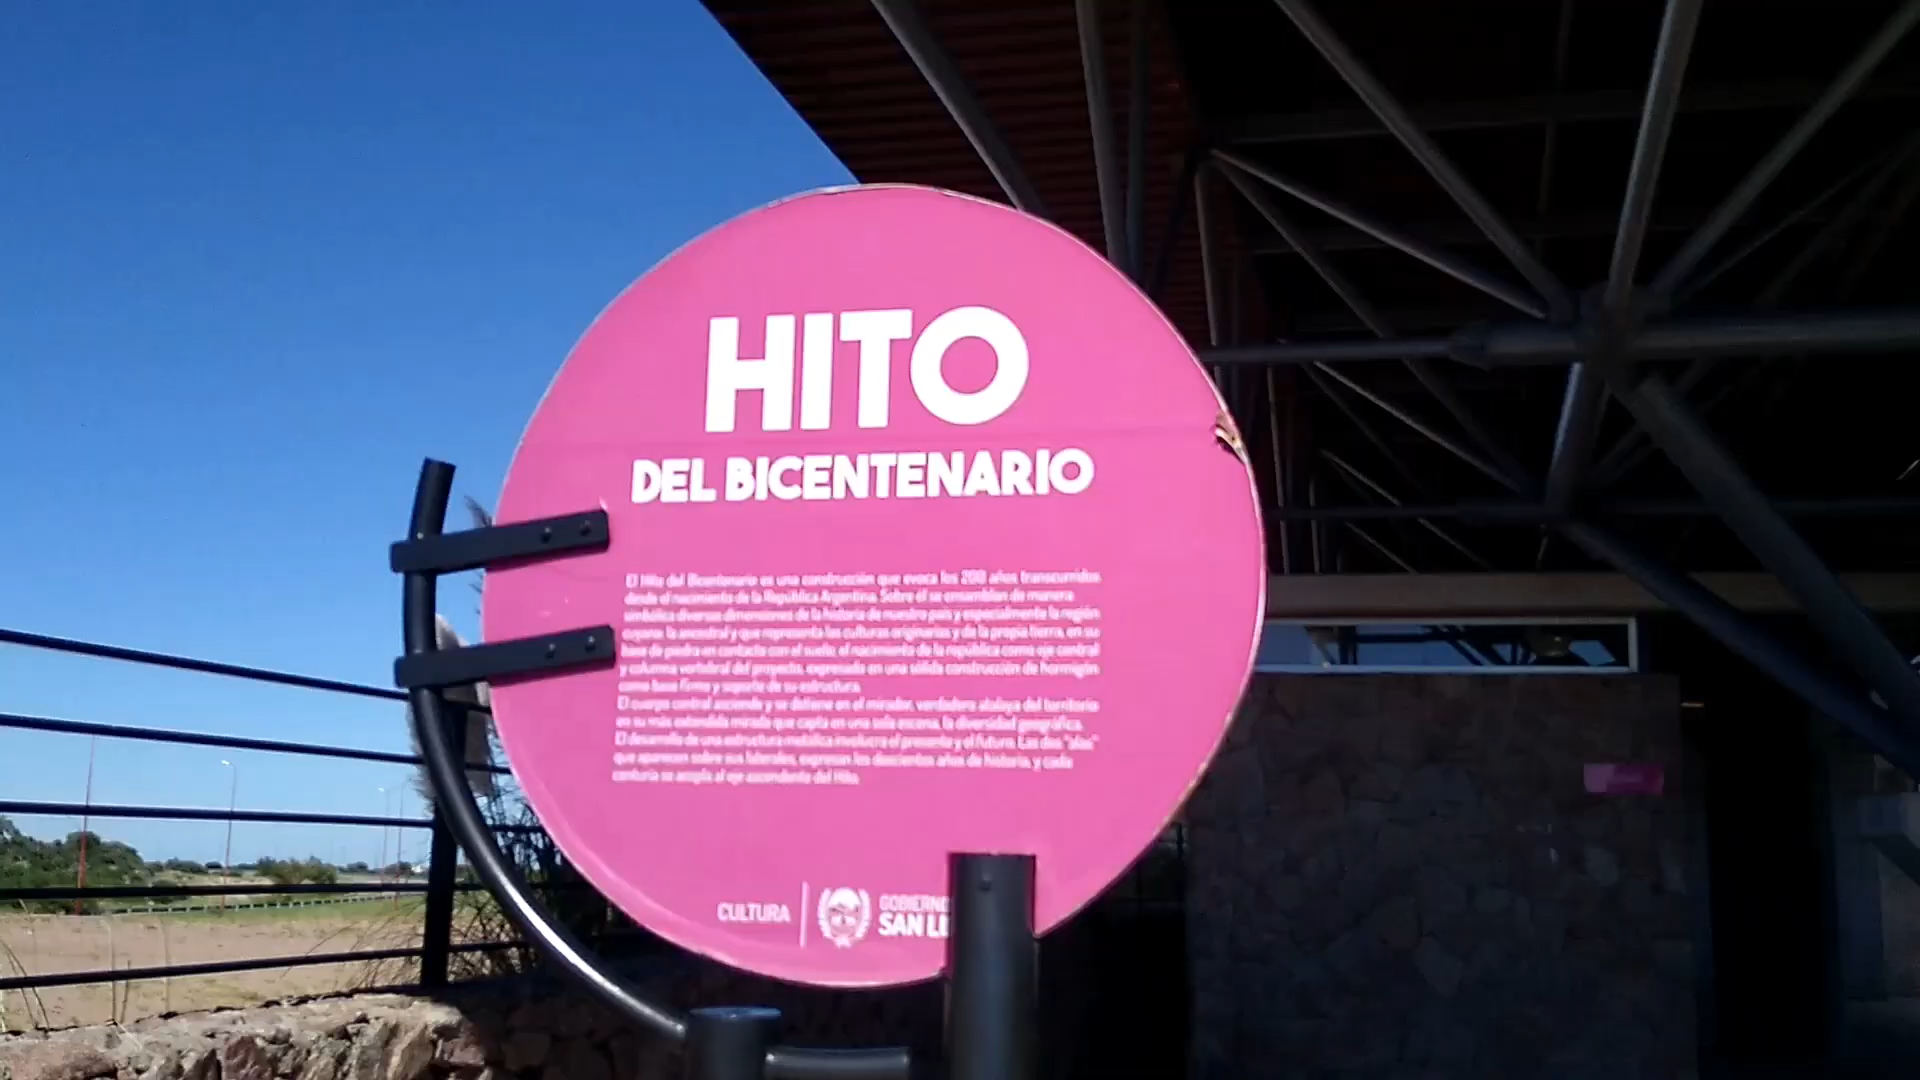 HITO
DEL BICENTENARIO
El Hito del Bicentenario es una construcción que evoca los 200 años transcurridos
desde el nacimiento de la República Argentina. Sobre él se ensamblan de manera
simbólica diversas dimensiones de la historia de nuestro país y especialmente la región
cuyana: la ancestral y que representa las culturas originarias y de la propia tierra, en su
base de piedra en contacto con el suelo; el nacimiento de la república como eje central
y columna vertebral del proyecto, expresado en una sólida construcción de hormigón
como base firme y soporte de su estructura.
El cuerpo central asciende y se define en el mirador, verdadera atalaya del territorio
en su más extendida mirada que capta en una sola escena, la diversidad geográfica.
El desarrollo de una estructura metálica involucra el presente y el futuro. Las dos "alas"
que aparecen sobre sus laterales, expresan los doscientos años de historia, y cada
centuria se acopla al eje ascendente del Hito.
CULTURA
GOBIERNO
SAN LU